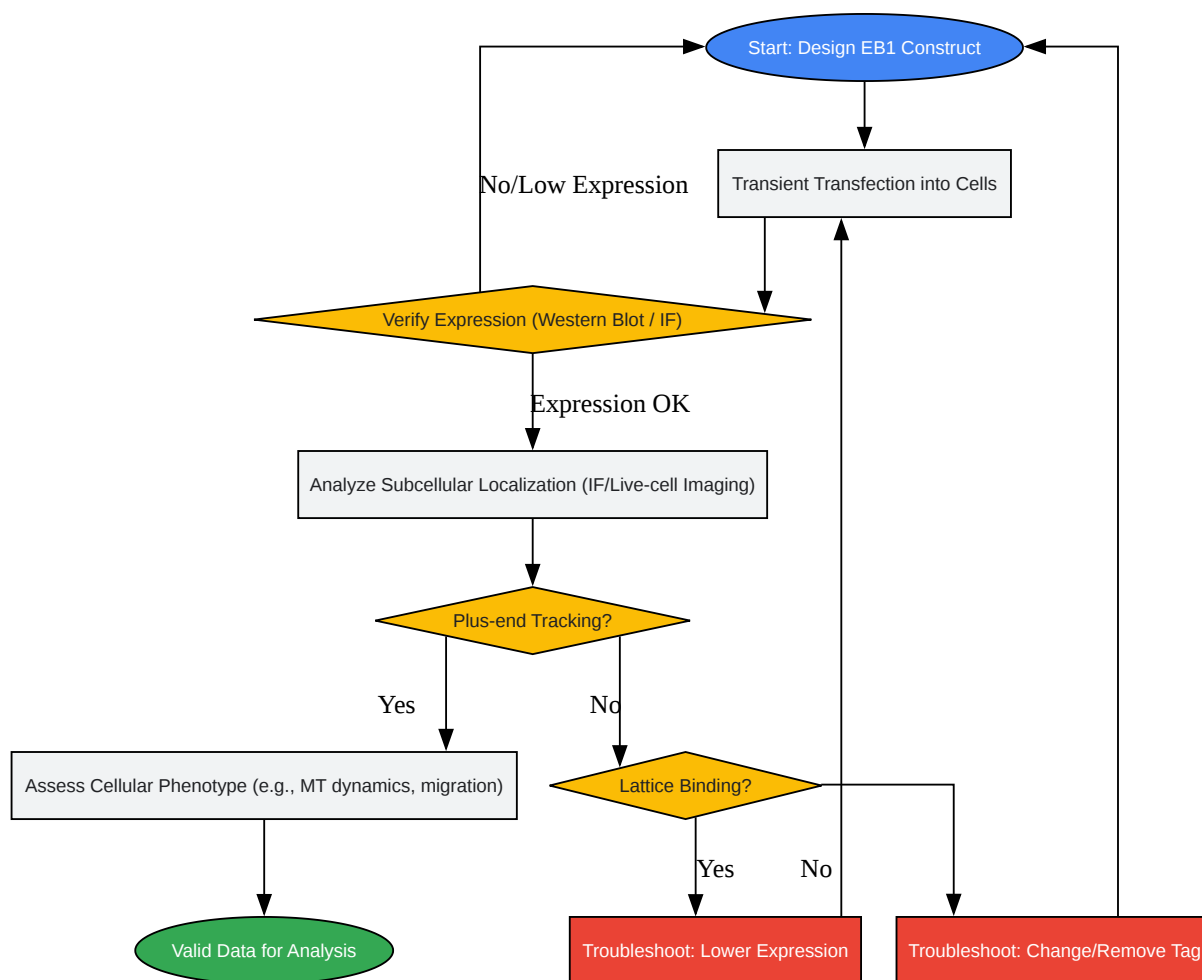 Start: Design EB1 Construct
No/Low Expression
Transient Transfection into Cells
Verify Expression (Western Blot / IF)
Expression OK
Analyze Subcellular Localization (IF/Live-cell Imaging)
Plus-end Tracking?
Yes
No
Assess Cellular Phenotype (e.g., MT dynamics, migration)
Lattice Binding?
Yes
No
Valid Data for Analysis
Troubleshoot: Lower Expression
Troubleshoot: Change/Remove Tag